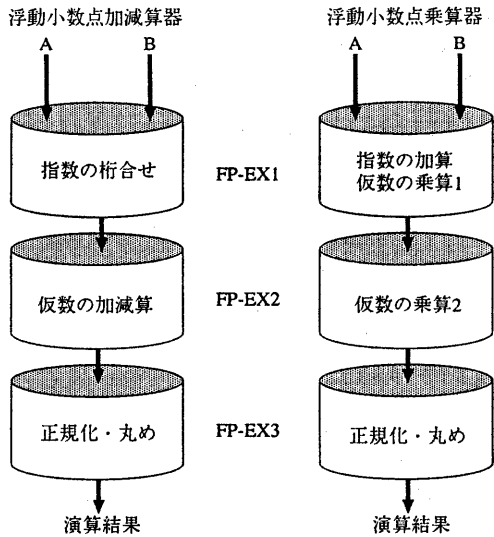 浮動小数点加減算器
A
B
指数の桁合せ
仮数の加減算
正規化・丸め
演算結果
FP-EX1
FP-EX2
FP-EX3
浮動小数点乗算器
A
B
指数の加算
仮数の乗算1
仮数の乗算2
正規化・丸め
演算結果